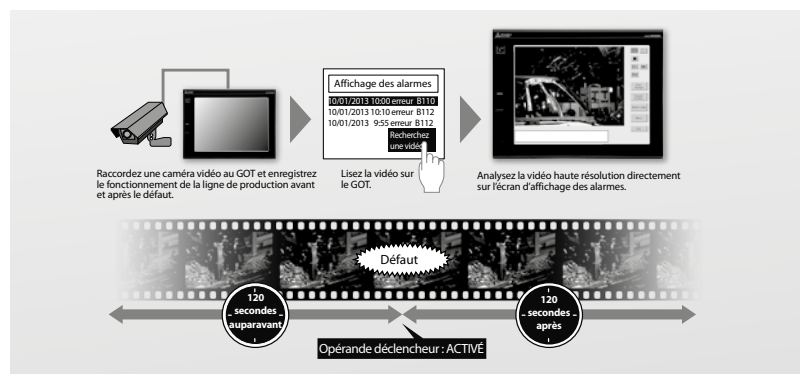 Affichage des alarmes
10/01/2013 10:00 erreur B110
10/01/2013 10:10 erreur B112
10/01/2013 9:55 erreur B112
Recherchez
une vidéo
Raccordez une caméra vidéo au GOT et enregistrez
le fonctionnement de la ligne de production avant
et après le défaut.
Lisez la vidéo sur
le GOT.
Analysez la vidéo haute résolution directement
sur l'écran d'affichage des alarmes.
Défaut
120
secondes
auparavant
120
secondes
après
Opérande déclencheur : ACTIVÉ